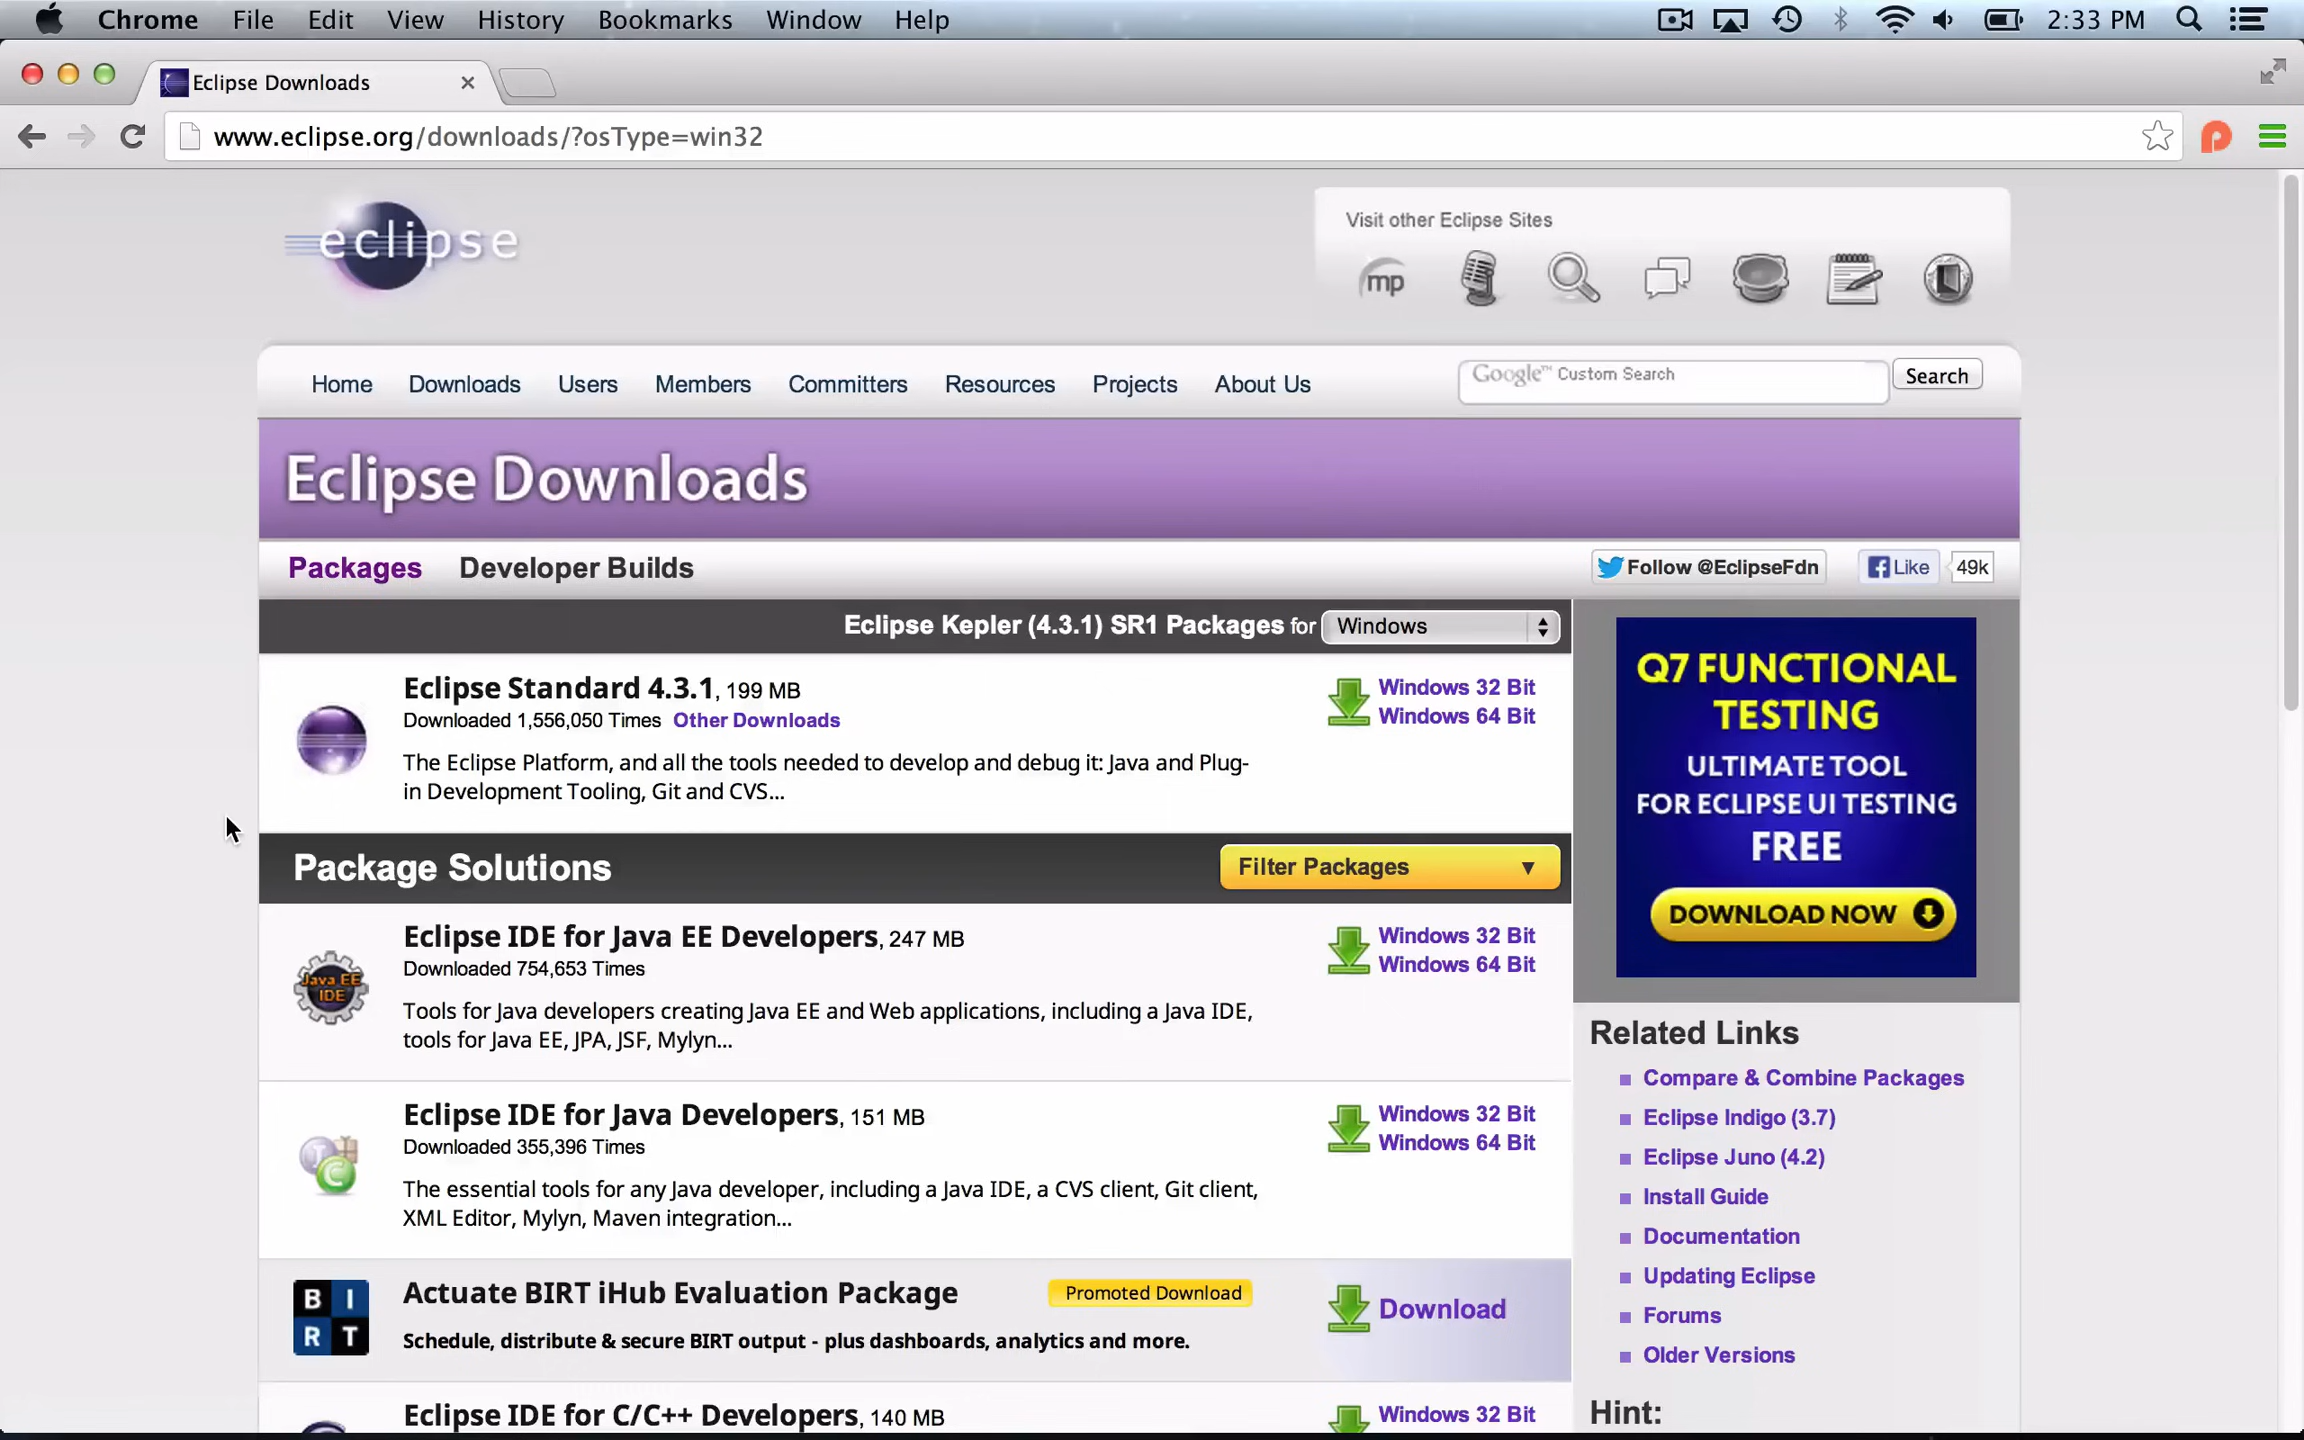 Chrome File Edit View History Bookmarks Window Help 2:33 PM
Eclipse Downloads
www.eclipse.org/downloads/?osType=win32
eclipse
Visit other Eclipse Sites
mp
Home Downloads Users Members Committers Resources Projects About Us Google™ Custom Search Search
Eclipse Downloads
Packages Developer Builds Follow @EclipseFdn Like 49k
Eclipse Kepler (4.3.1) SR1 Packages for Windows
Eclipse Standard 4.3.1, 199 MB
Downloaded 1,556,050 Times Other Downloads
The Eclipse Platform, and all the tools needed to develop and debug it: Java and Plug-
in Development Tooling, Git and CVS...
Windows 32 Bit
Windows 64 Bit
Package Solutions Filter Packages
Java EE
IDE
Eclipse IDE for Java EE Developers, 247 MB
Downloaded 754,653 Times
Tools for Java developers creating Java EE and Web applications, including a Java IDE,
tools for Java EE, JPA, JSF, Mylyn...
Windows 32 Bit
Windows 64 Bit
Eclipse IDE for Java Developers, 151 MB
Downloaded 355,396 Times
The essential tools for any Java developer, including a Java IDE, a CVS client, Git client,
XML Editor, Mylyn, Maven integration...
Windows 32 Bit
Windows 64 Bit
B I
R T
Actuate BIRT iHub Evaluation Package Promoted Download
Schedule, distribute & secure BIRT output - plus dashboards, analytics and more.
Download
Eclipse IDE for C/C++ Developers, 140 MB
Windows 32 Bit
Q7 FUNCTIONAL
TESTING
ULTIMATE TOOL
FOR ECLIPSE UI TESTING
FREE
DOWNLOAD NOW
Related Links
Compare & Combine Packages
Eclipse Indigo (3.7)
Eclipse Juno (4.2)
Install Guide
Documentation
Updating Eclipse
Forums
Older Versions
Hint: